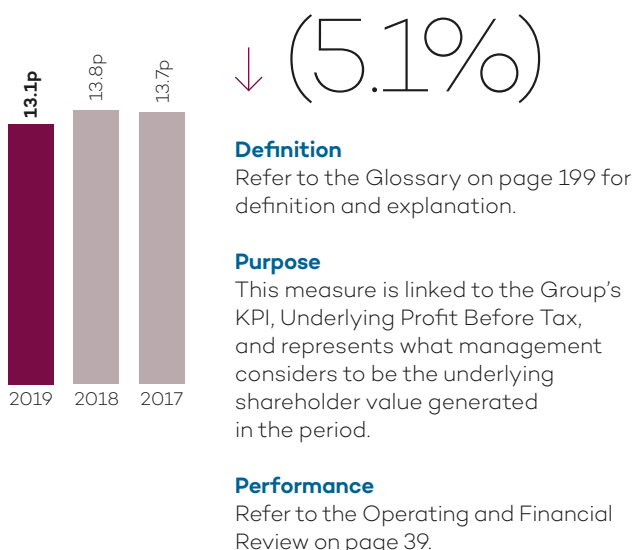 13.1p
13.8p
13.7p
2019 2018 2017
(5.1%)
Definition
Refer to the Glossary on page 199 for
definition and explanation.
Purpose
This measure is linked to the Group’s
KPI, Underlying Profit Before Tax,
and represents what management
considers to be the underlying
shareholder value generated
in the period.
Performance
Refer to the Operating and Financial
Review on page 39.